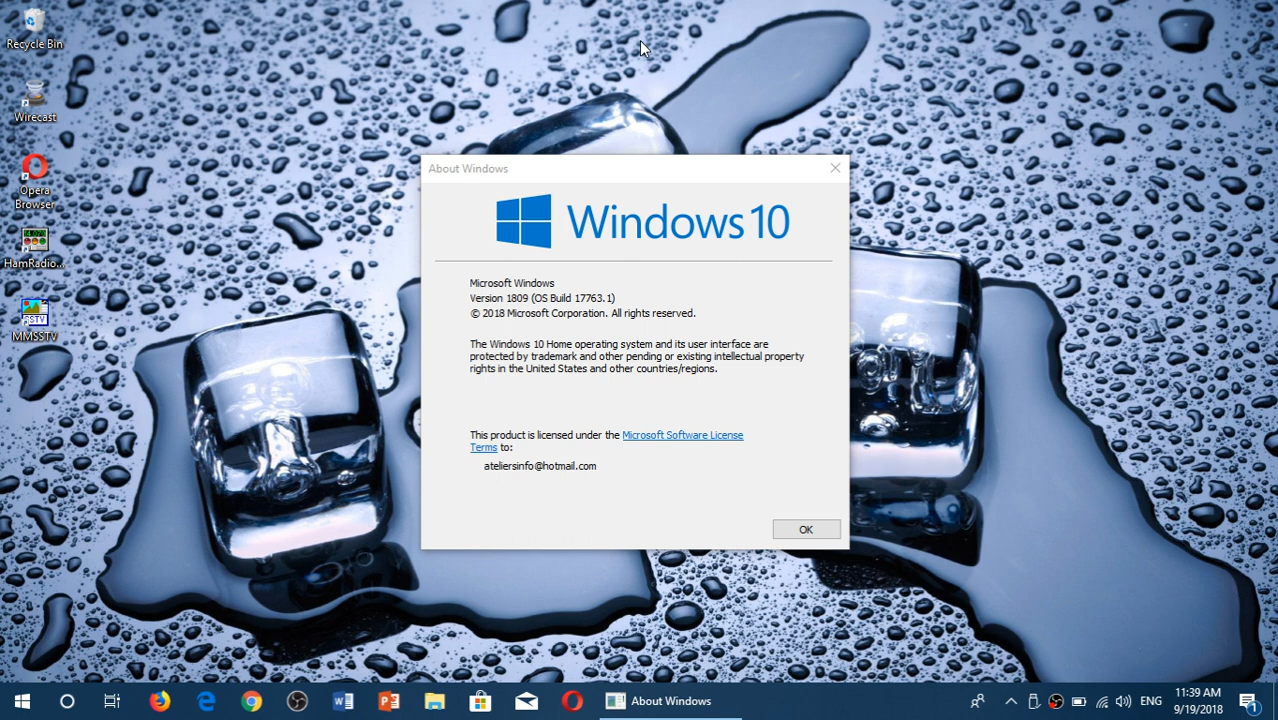 Recycle Bin
Wirecast
Opera
Browser
HamRadio...
SSTV
MMSSTV
About Windows
Windows 10
Microsoft Windows
Version 1809 (OS Build 17763.1)
© 2018 Microsoft Corporation. All rights reserved.
The Windows 10 Home operating system and its user interface are
protected by trademark and other pending or existing intellectual property
rights in the United States and other countries/regions.
This product is licensed under the Microsoft Software License
Terms to:
ateliersinfo@hotmail.com
OK
About Windows
ENG
11:39 AM
9/19/2018
1